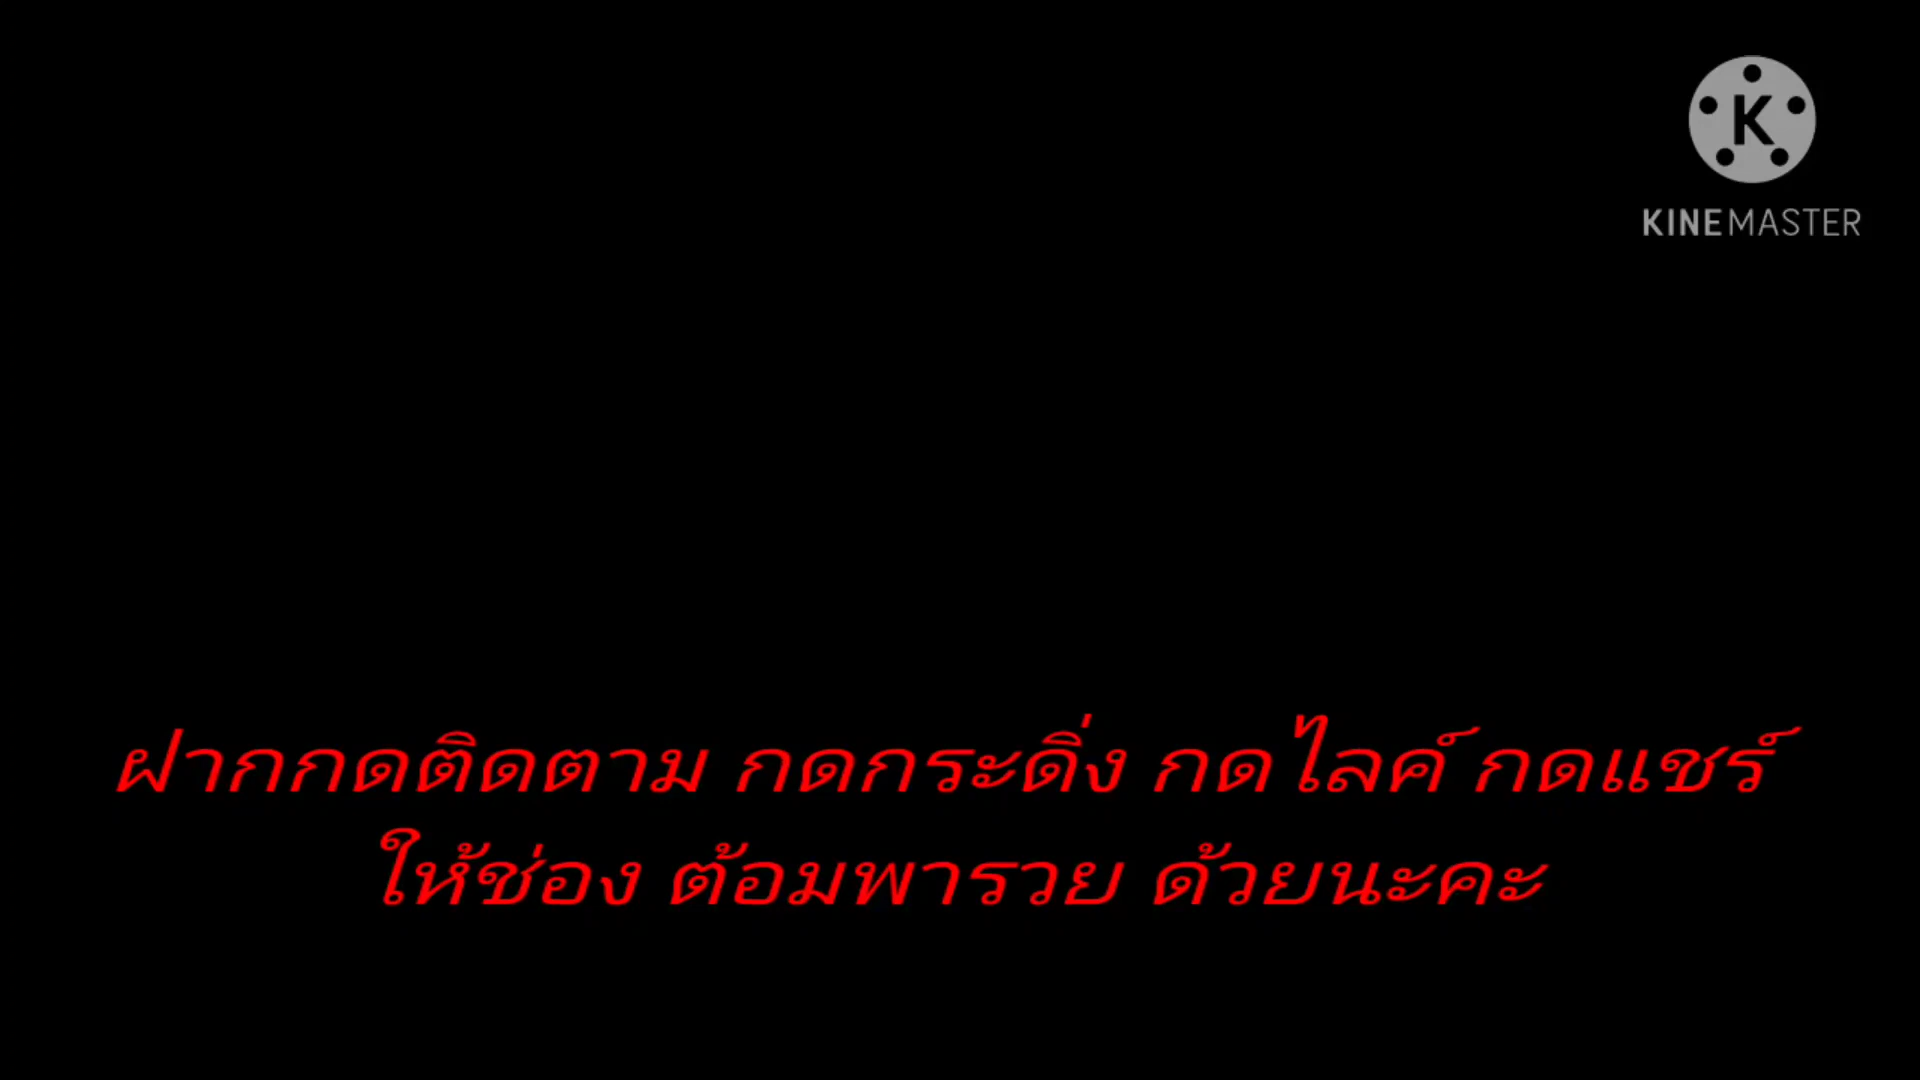 K
KINEMASTER
ฝากกดติดตาม กดกระดิ่ง กดไลค์ กดแชร์
ให้ช่อง ต้อมพารวย ด้วยนะคะ